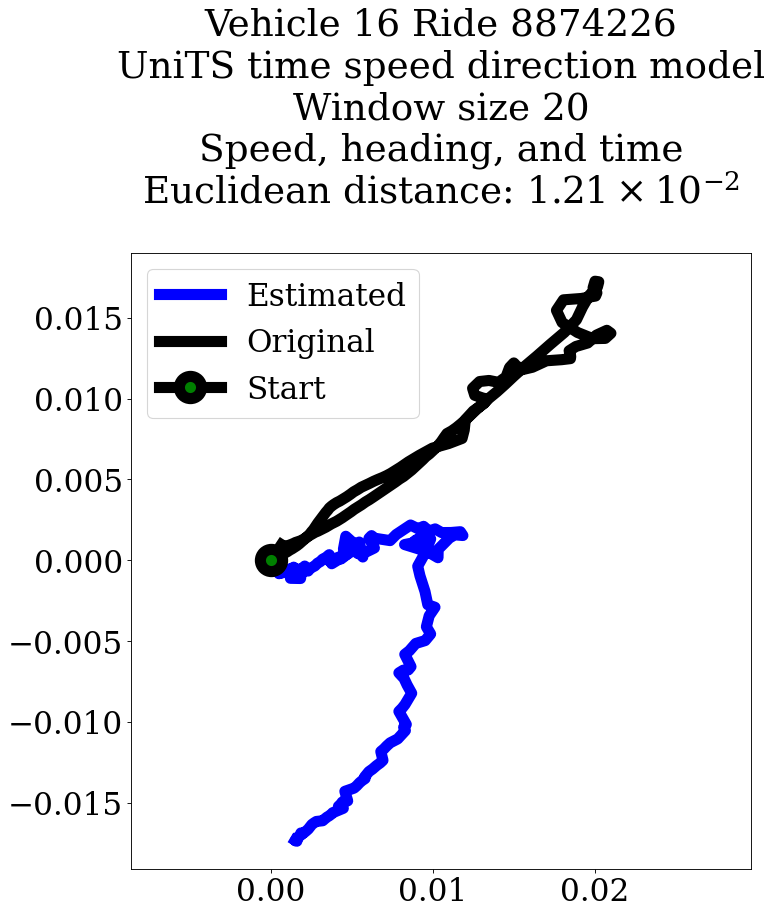 Vehicle 16 Ride 8874226
UniTS time speed direction model
Window size 20
Speed, heading, and time
Euclidean distance: 1.21 × 10⁻²
Estimated
Original
Start
0.015
0.010
0.005
0.000
−0.005
−0.010
−0.015
0.00 0.01 0.02